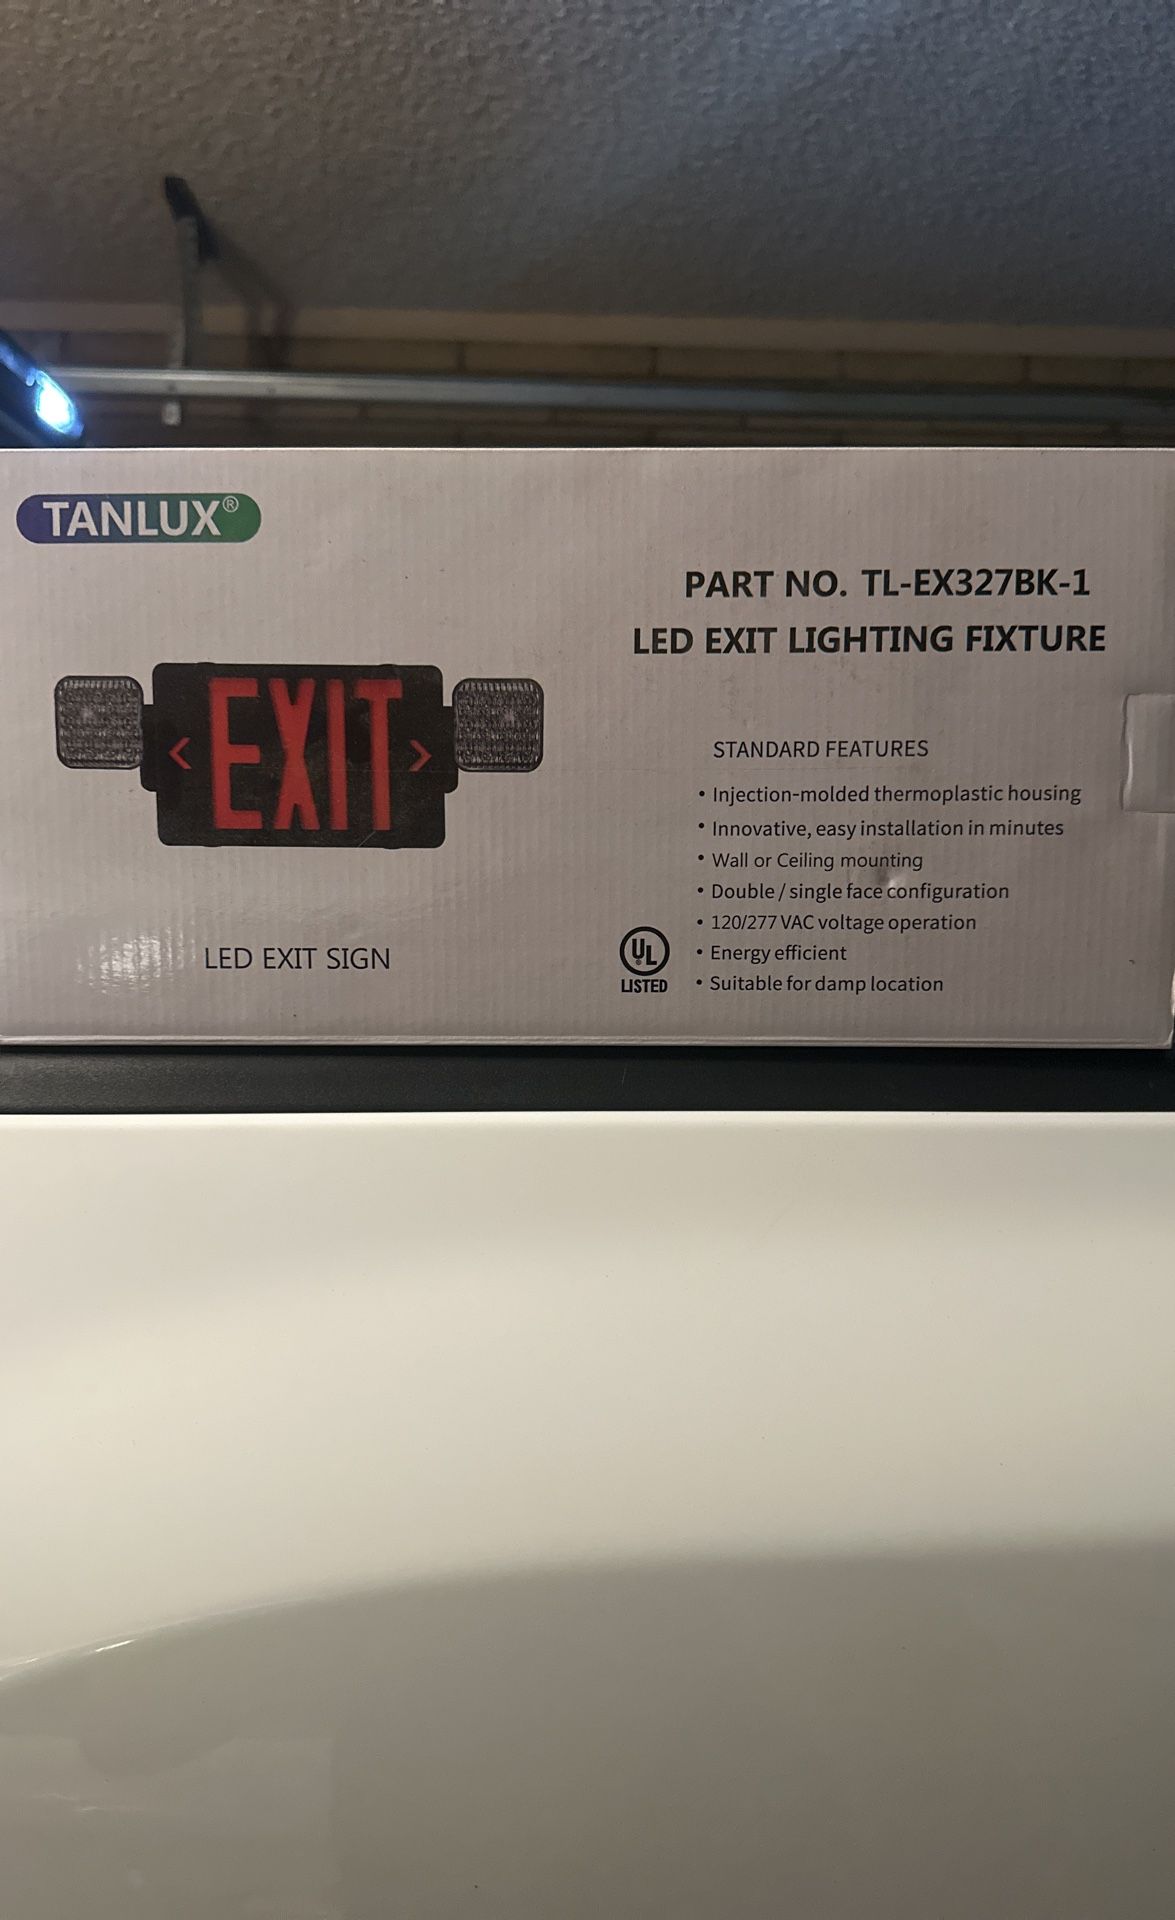 TANLUX®
PART NO. TL-EX327BK-1
LED EXIT LIGHTING FIXTURE
< EXIT >
LED EXIT SIGN
STANDARD FEATURES
• Injection-molded thermoplastic housing
• Innovative, easy installation in minutes
• Wall or Ceiling mounting
• Double / single face configuration
• 120/277 VAC voltage operation
• Energy efficient
• Suitable for damp location
UL
LISTED